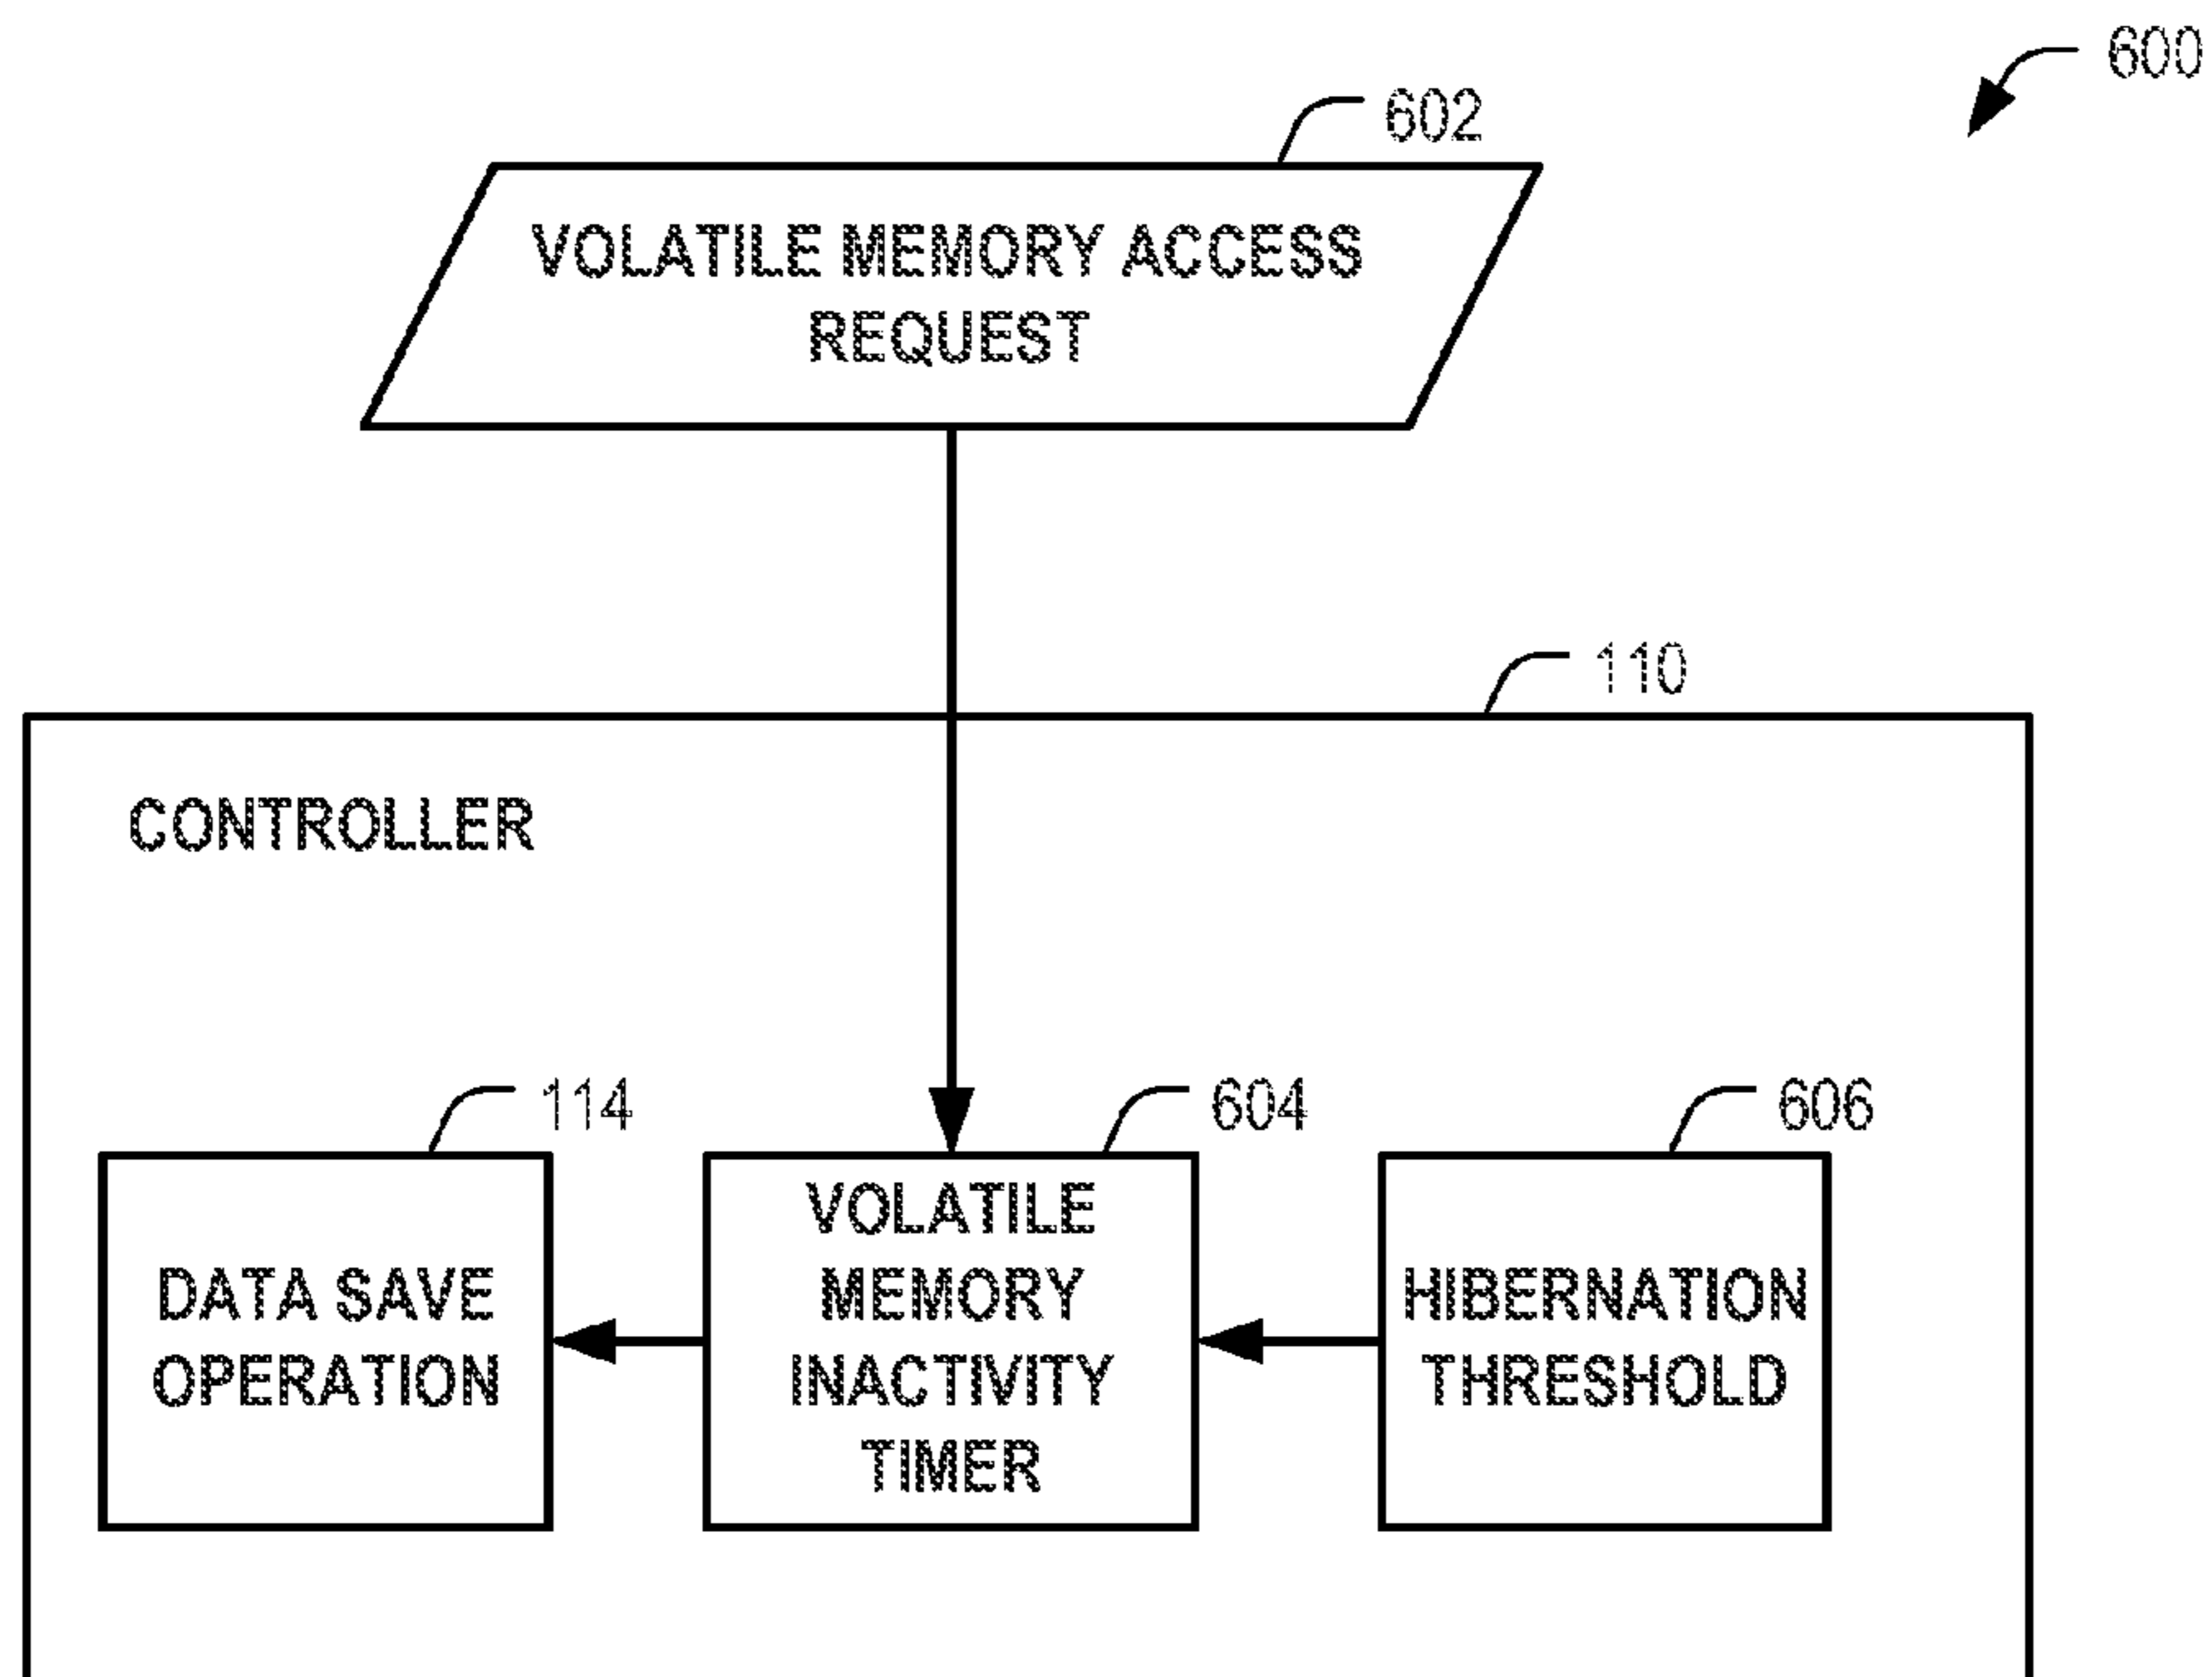 600
602
VOLATILE MEMORY ACCESS
REQUEST
110
CONTROLLER
114
604
606
DATA SAVE
OPERATION
VOLATILE
MEMORY
INACTIVITY
TIMER
HIBERNATION
THRESHOLD